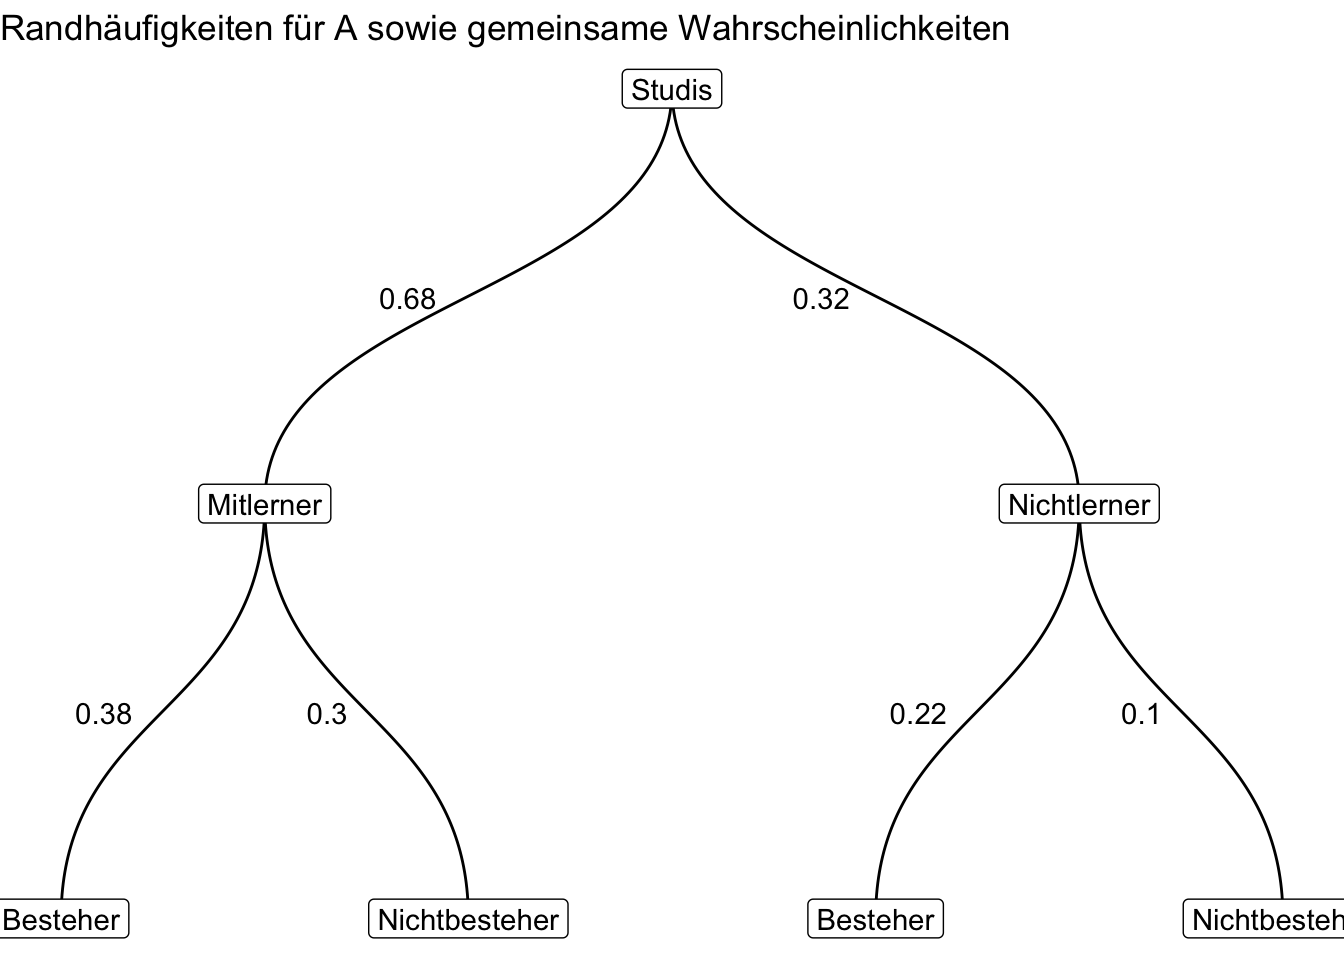 Randhäufigkeiten für A sowie gemeinsame Wahrscheinlichkeiten
Studis
0.68
0.32
Mitlerner
Nichtlerner
0.38
0.3
0.22
0.1
Besteher
Nichtbesteher
Besteher
Nichtbesteh